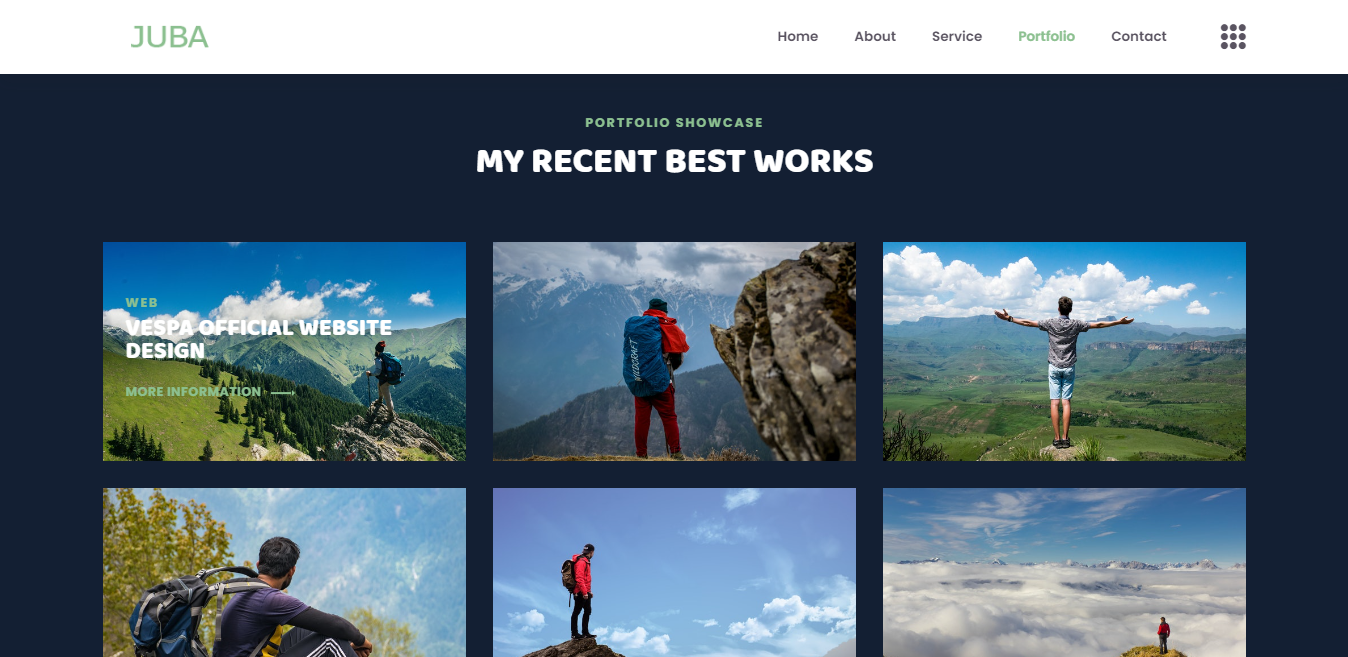 JUBA
Home About Service Portfolio Contact
PORTFOLIO SHOWCASE
MY RECENT BEST WORKS
WEB
VESPA OFFICIAL WEBSITE
DESIGN
MORE INFORMATION
WILDCRAFT